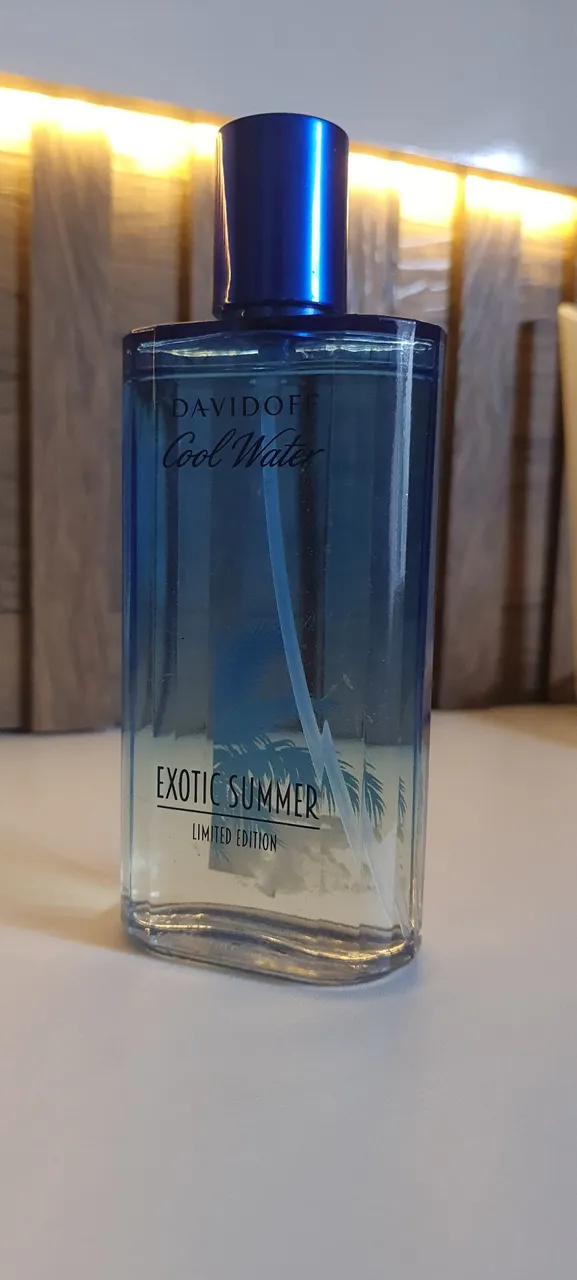 DAVIDOFF
Cool Water
EXOTIC SUMMER
LIMITED EDITION